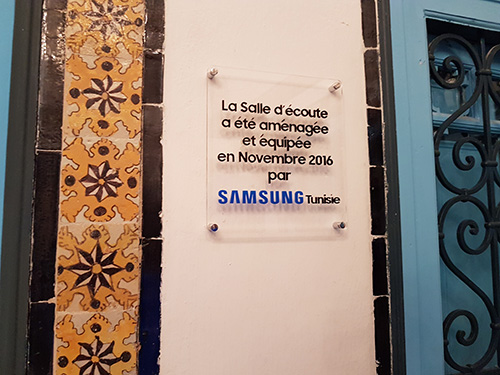 La Salle d'écoute
a été aménagée
et équipée
en Novembre 2016
par
SAMSUNG Tunisie